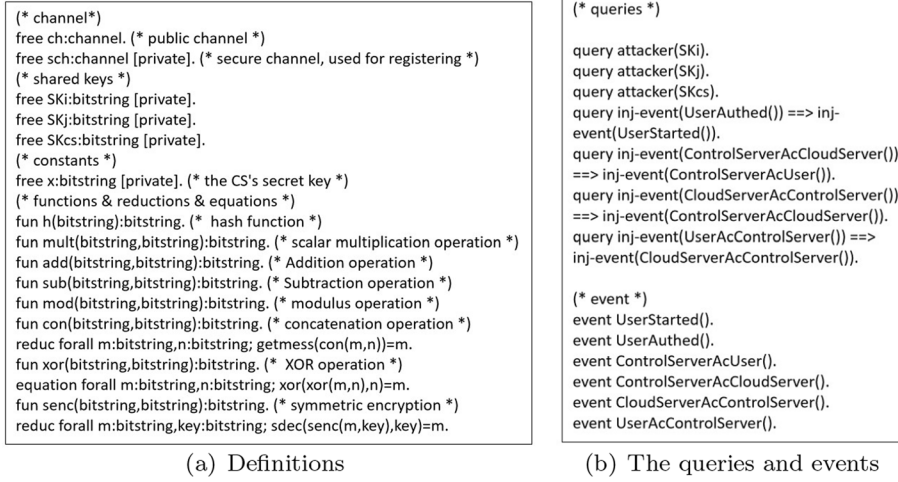 (* channel*)
free ch:channel. (* public channel *)
free sch:channel [private]. (* secure channel, used for registering *)
(* shared keys *)
free SKi:bitstring [private].
free SKj:bitstring [private].
free SKcs:bitstring [private].
(* constants *)
free x:bitstring [private]. (* the CS's secret key *)
(* functions & reductions & equations *)
fun h(bitstring):bitstring. (*  hash function *)
fun mult(bitstring,bitstring):bitstring. (* scalar multiplication operation *)
fun add(bitstring,bitstring):bitstring. (* Addition operation *)
fun sub(bitstring,bitstring):bitstring. (* Subtraction operation *)
fun mod(bitstring,bitstring):bitstring. (* modulus operation *)
fun con(bitstring,bitstring):bitstring. (* concatenation operation *)
reduc forall m:bitstring,n:bitstring; getmess(con(m,n))=m.
fun xor(bitstring,bitstring):bitstring. (*  XOR operation *)
equation forall m:bitstring,n:bitstring; xor(xor(m,n),n)=m.
fun senc(bitstring,bitstring):bitstring. (* symmetric encryption *)
reduc forall m:bitstring,key:bitstring; sdec(senc(m,key),key)=m.
(a) Definitions
(* queries *)
query attacker(SKi).
query attacker(SKj).
query attacker(SKcs).
query inj-event(UserAuthed()) ==> inj-
event(UserStarted()).
query inj-event(ControlServerAcCloudServer())
==> inj-event(ControlServerAcUser()).
query inj-event(CloudServerAcControlServer())
==> inj-event(ControlServerAcCloudServer()).
query inj-event(UserAcControlServer()) ==>
inj-event(CloudServerAcControlServer()).
(* event *)
event UserStarted().
event UserAuthed().
event ControlServerAcUser().
event ControlServerAcCloudServer().
event CloudServerAcControlServer().
event UserAcControlServer().
(b) The queries and events